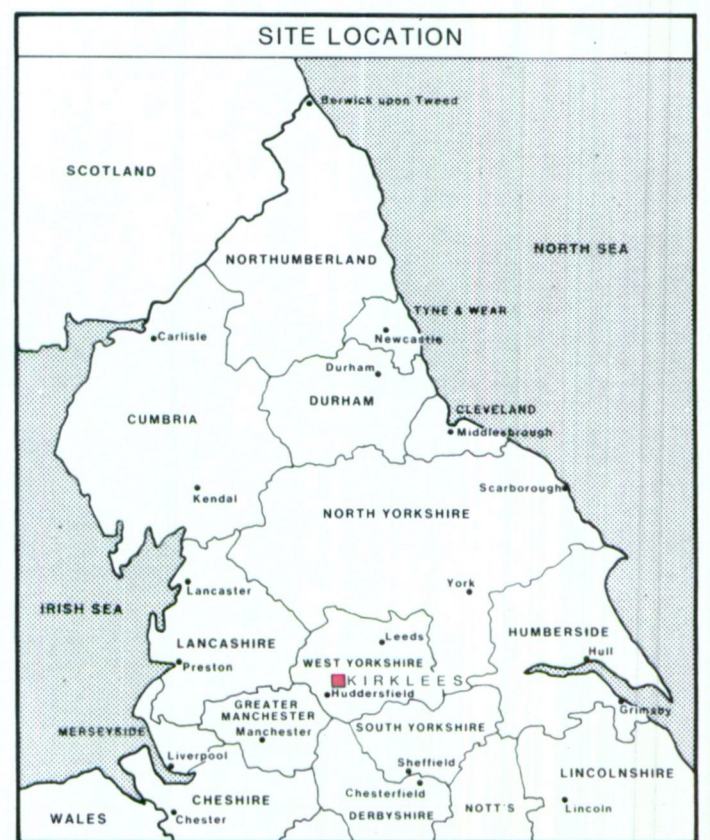 SITE LOCATION
Berwick upon Tweed
SCOTLAND
NORTH SEA
NORTHUMBERLAND
TYNE & WEAR
Carlisle
Newcastle
Durham
DURHAM
CLEVELAND
CUMBRIA
Middlesbrough
Scarborough
Kendal
NORTH YORKSHIRE
York
Lancaster
IRISH SEA
HUMBERSIDE
Leeds
LANCASHIRE
Hull
WEST YORKSHIRE
Preston
KIRKLEES
Huddersfield
GREATER
MANCHESTER
Grimsby
SOUTH YORKSHIRE
MERSEYSIDE
Manchester
Liverpool
Sheffield
LINCOLNSHIRE
Chesterfield
CHESHIRE
NOTT'S
Lincoln
DERBYSHIRE
WALES
Chester